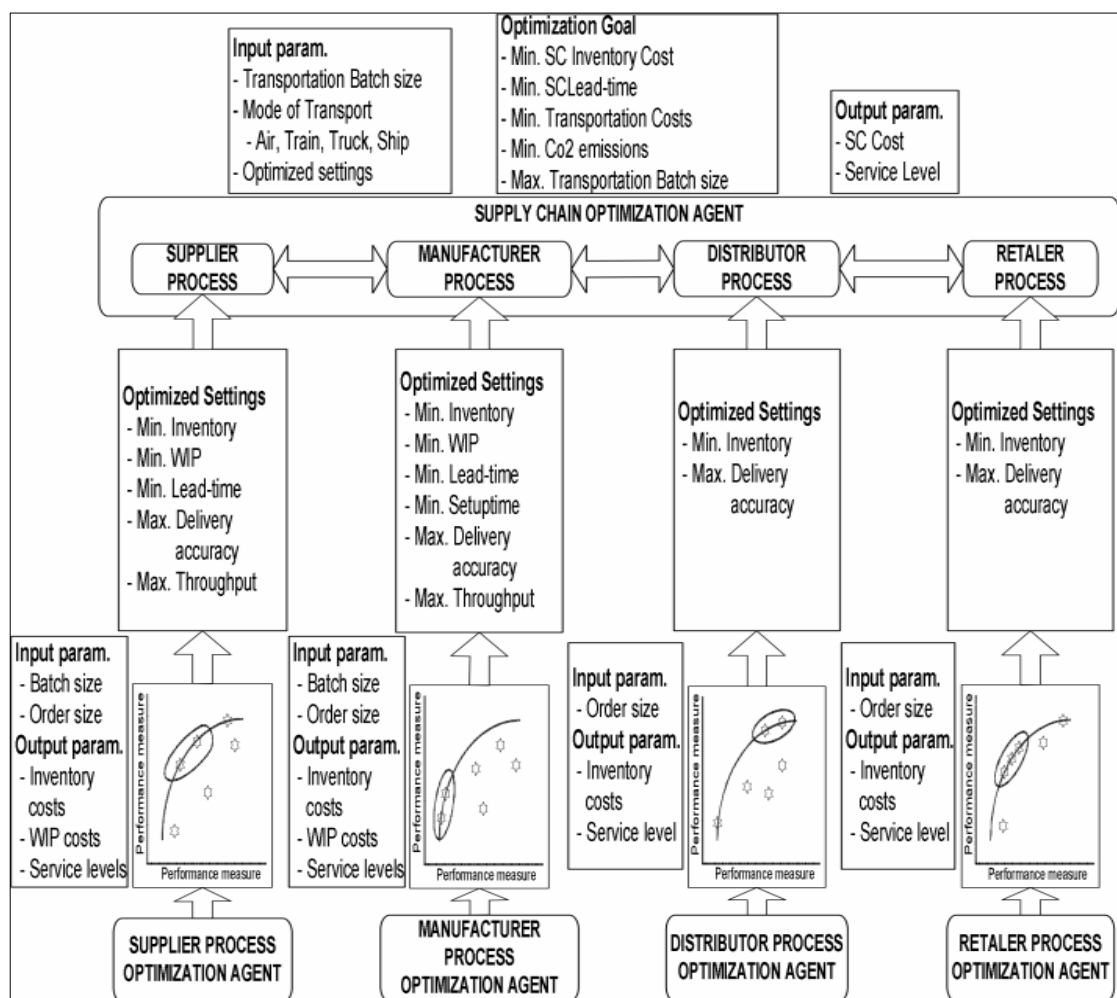 Input param.
- Transportation Batch size
- Mode of Transport
- Air, Train, Truck, Ship
- Optimized settings
Optimization Goal
- Min. SC Inventory Cost
- Min. SCLead-time
- Min. Transportation Costs
- Min. Co2 emissions
- Max. Transportation Batch size
Output param.
- SC Cost
- Service Level
SUPPLY CHAIN OPTIMIZATION AGENT
SUPPLIER
PROCESS
MANUFACTURER
PROCESS
DISTRIBUTOR
PROCESS
RETALER
PROCESS
Optimized Settings
- Min. Inventory
- Min. WIP
- Min. Lead-time
- Max. Delivery
accuracy
- Max. Throughput
Optimized Settings
- Min. Inventory
- Min. WIP
- Min. Lead-time
- Min. Setuptime
- Max. Delivery
accuracy
- Max. Throughput
Optimized Settings
- Min. Inventory
- Max. Delivery
accuracy
Optimized Settings
- Min. Inventory
- Max. Delivery
accuracy
Input param.
- Batch size
- Order size
Output param.
- Inventory
costs
- WIP costs
- Service levels
Performance measure
Performance measure
Input param.
- Batch size
- Order size
Output param.
- Inventory
costs
- WIP costs
- Service levels
Performance measure
Performance measure
Input param.
- Order size
Output param.
- Inventory
costs
- Service level
Performance measure
Performance measure
Input param.
- Order size
Output param.
- Inventory
costs
- Service level
Performance measure
Performance measure
SUPPLIER PROCESS
OPTIMIZATION AGENT
MANUFACTURER
PROCESS
OPTIMIZATION AGENT
DISTRIBUTOR PROCESS
OPTIMIZATION AGENT
RETALER PROCESS
OPTIMIZATION AGENT